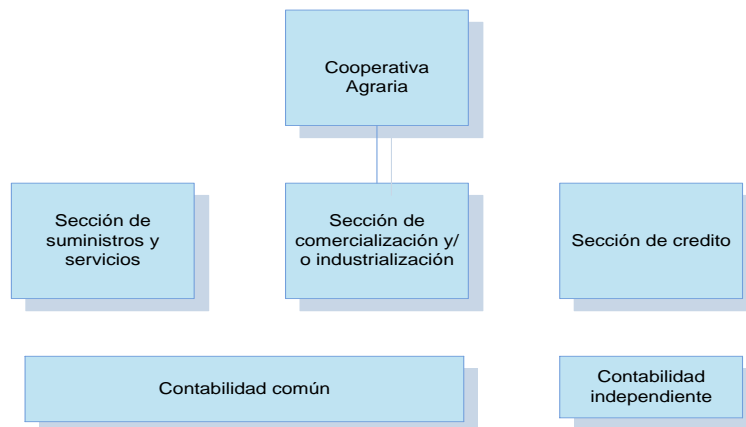 Cooperativa
Agraria
Sección de
suministros y
servicios
Sección de
comercialización y/
o industrialización
Sección de credito
Contabilidad común
Contabilidad
independiente